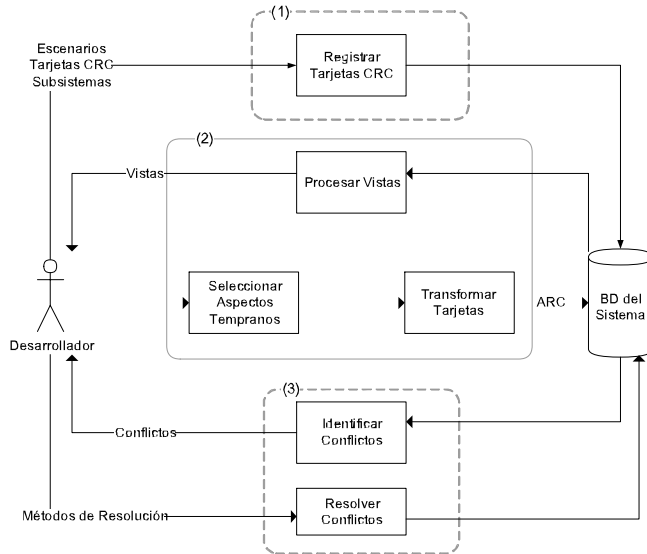 (1)
Escenarios
Tarjetas CRC
Subsistemas
Registrar
Tarjetas CRC
(2)
Vistas
Procesar Vistas
Seleccionar
Aspectos
Tempranos
Transformar
Tarjetas
ARC
BD del
Sistema
Desarrollador
(3)
Conflictos
Identificar
Conflictos
Métodos de Resolución
Resolver
Conflictos